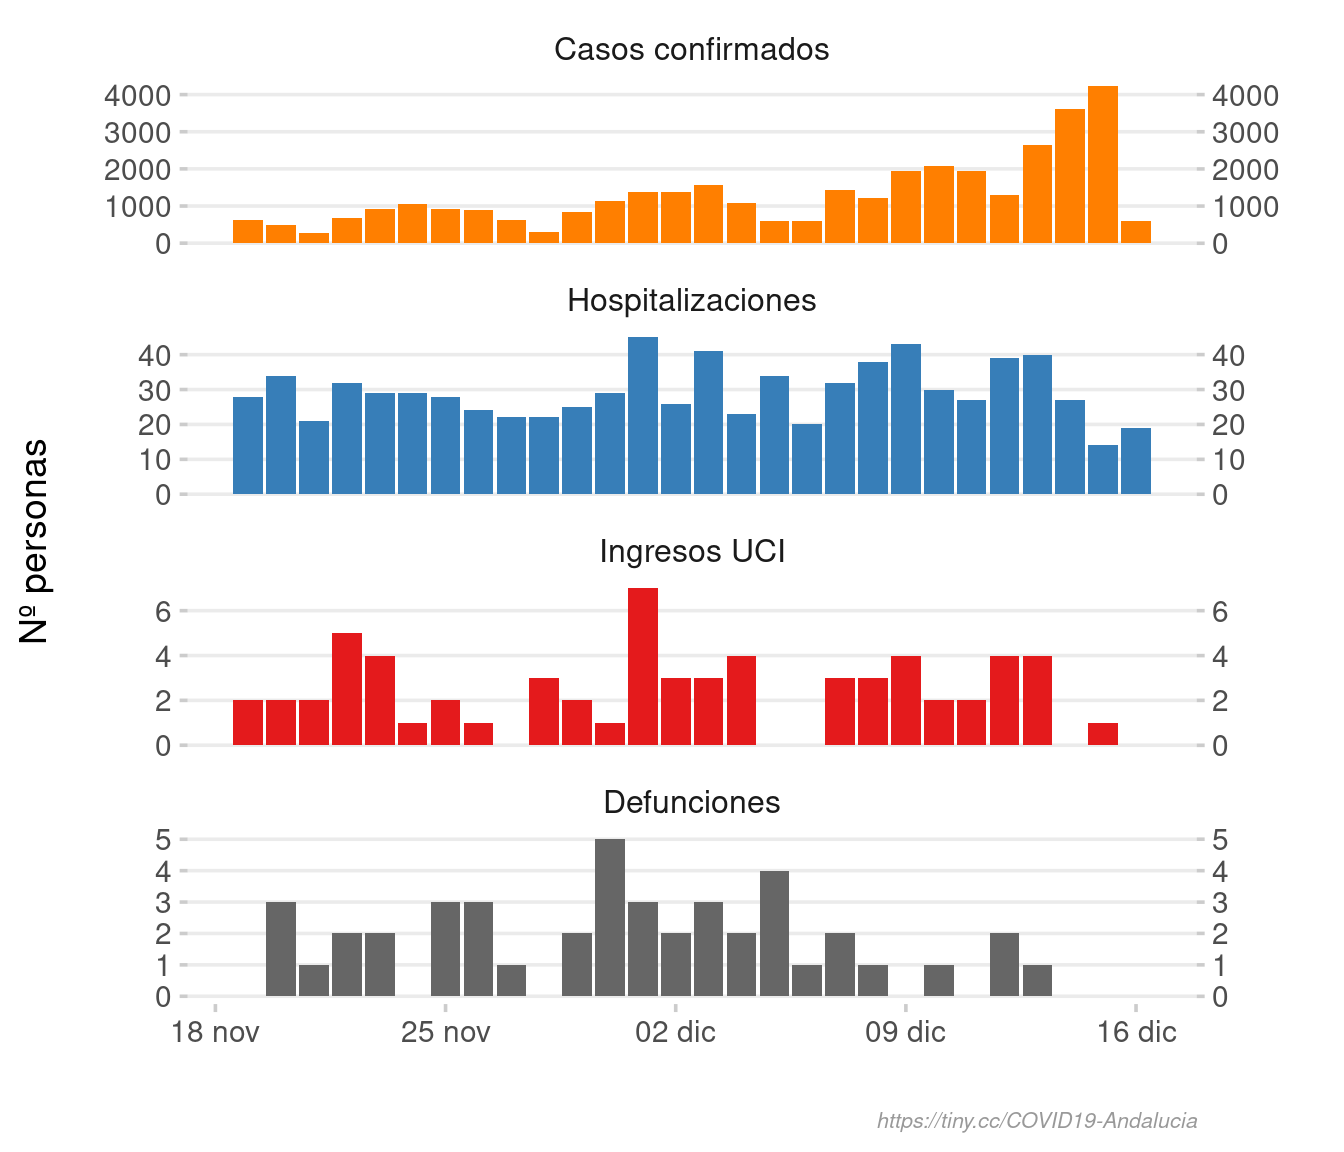 Casos confirmados
4000 4000
3000 3000
2000 2000
1000 1000
0 0
Hospitalizaciones
40 40
30 30
20 20
10 10
0 0
Nº personas
Ingresos UCI
6 6
4 4
2 2
0 0
Defunciones
5 5
4 4
3 3
2 2
1 1
0 0
18 nov 25 nov 02 dic 09 dic 16 dic
https://tiny.cc/COVID19-Andalucia